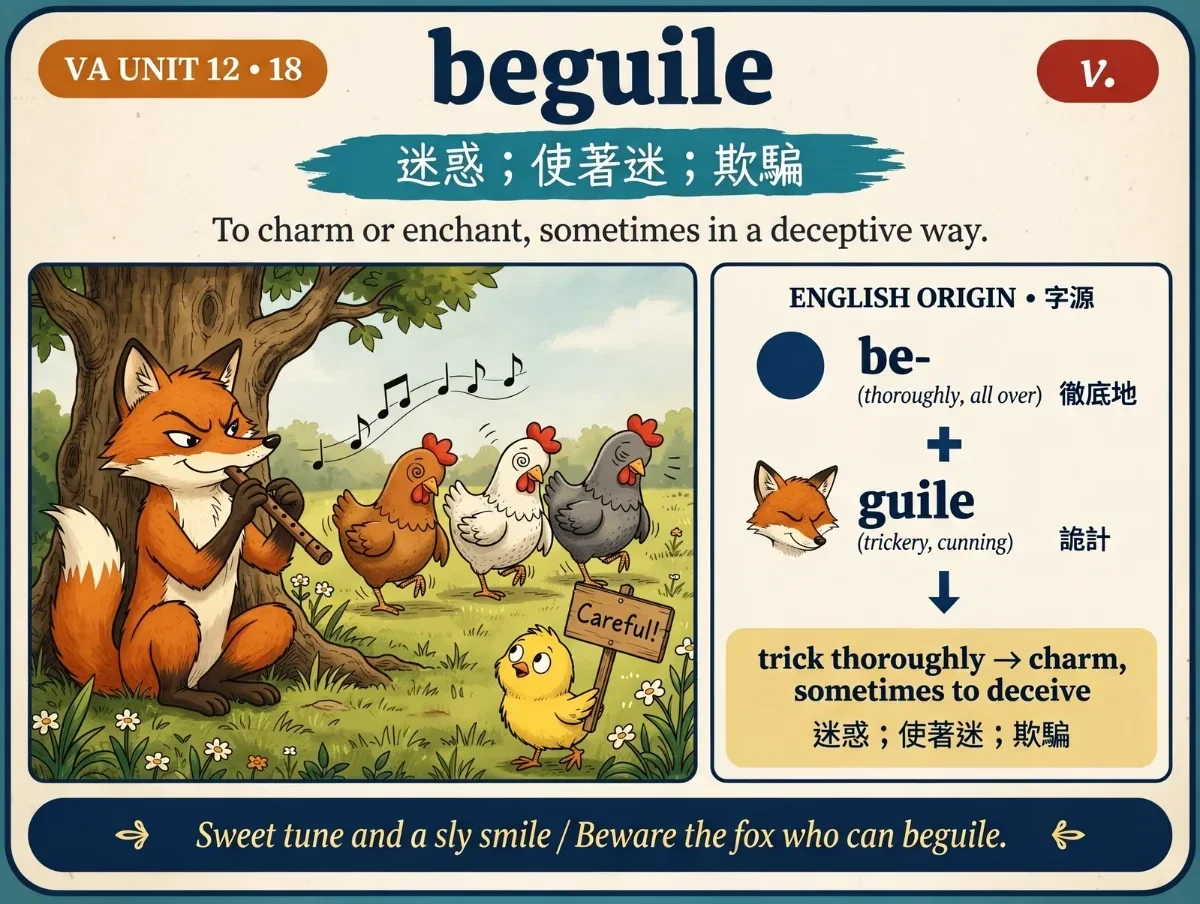 VA UNIT 12 • 18
beguile
v.
迷惑；使著迷；欺騙
To charm or enchant, sometimes in a deceptive way.
Careful!
ENGLISH ORIGIN • 字源
be-
(thoroughly, all over) 徹底地
+
guile
(trickery, cunning) 詭計
trick thoroughly → charm,
sometimes to deceive
迷惑；使著迷；欺騙
Sweet tune and a sly smile / Beware the fox who can beguile.